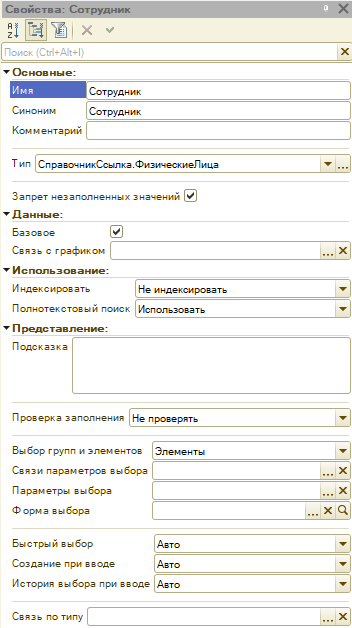 Свойства: Сотрудник
Поиск (Ctrl+Alt+I)
Основные:
Имя Сотрудник
Синоним Сотрудник
Комментарий
Тип СправочникСсылка.ФизическиеЛица
Запрет незаполненных значений
Данные:
Базовое
Связь с графиком
Использование:
Индексировать Не индексировать
Полнотекстовый поиск Использовать
Представление:
Подсказка
Проверка заполнения Не проверять
Выбор групп и элементов Элементы
Связи параметров выбора
Параметры выбора
Форма выбора
Быстрый выбор Авто
Создание при вводе Авто
История выбора при вводе Авто
Связь по типу